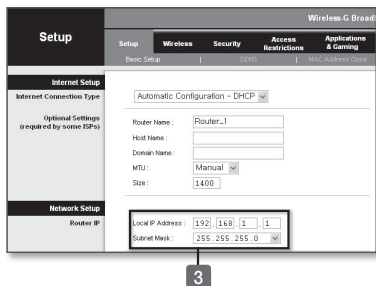 Wireless-G Broad
Setup
Setup Wireless Security Access Restrictions Applications & Gaming
Basic Setup | DDNS | MAC Address Clone
Internet Setup
Internet Connection Type
Automatic Configuration - DHCP
Optional Settings
(required by some ISPs)
Router Name : Router_1
Host Name :
Domain Name :
MTU : Manual
Size : 1400
Network Setup
Router IP
Local IP Address : 192 . 168 . 1 . 1
Subnet Mask : 255.255.255.0
3